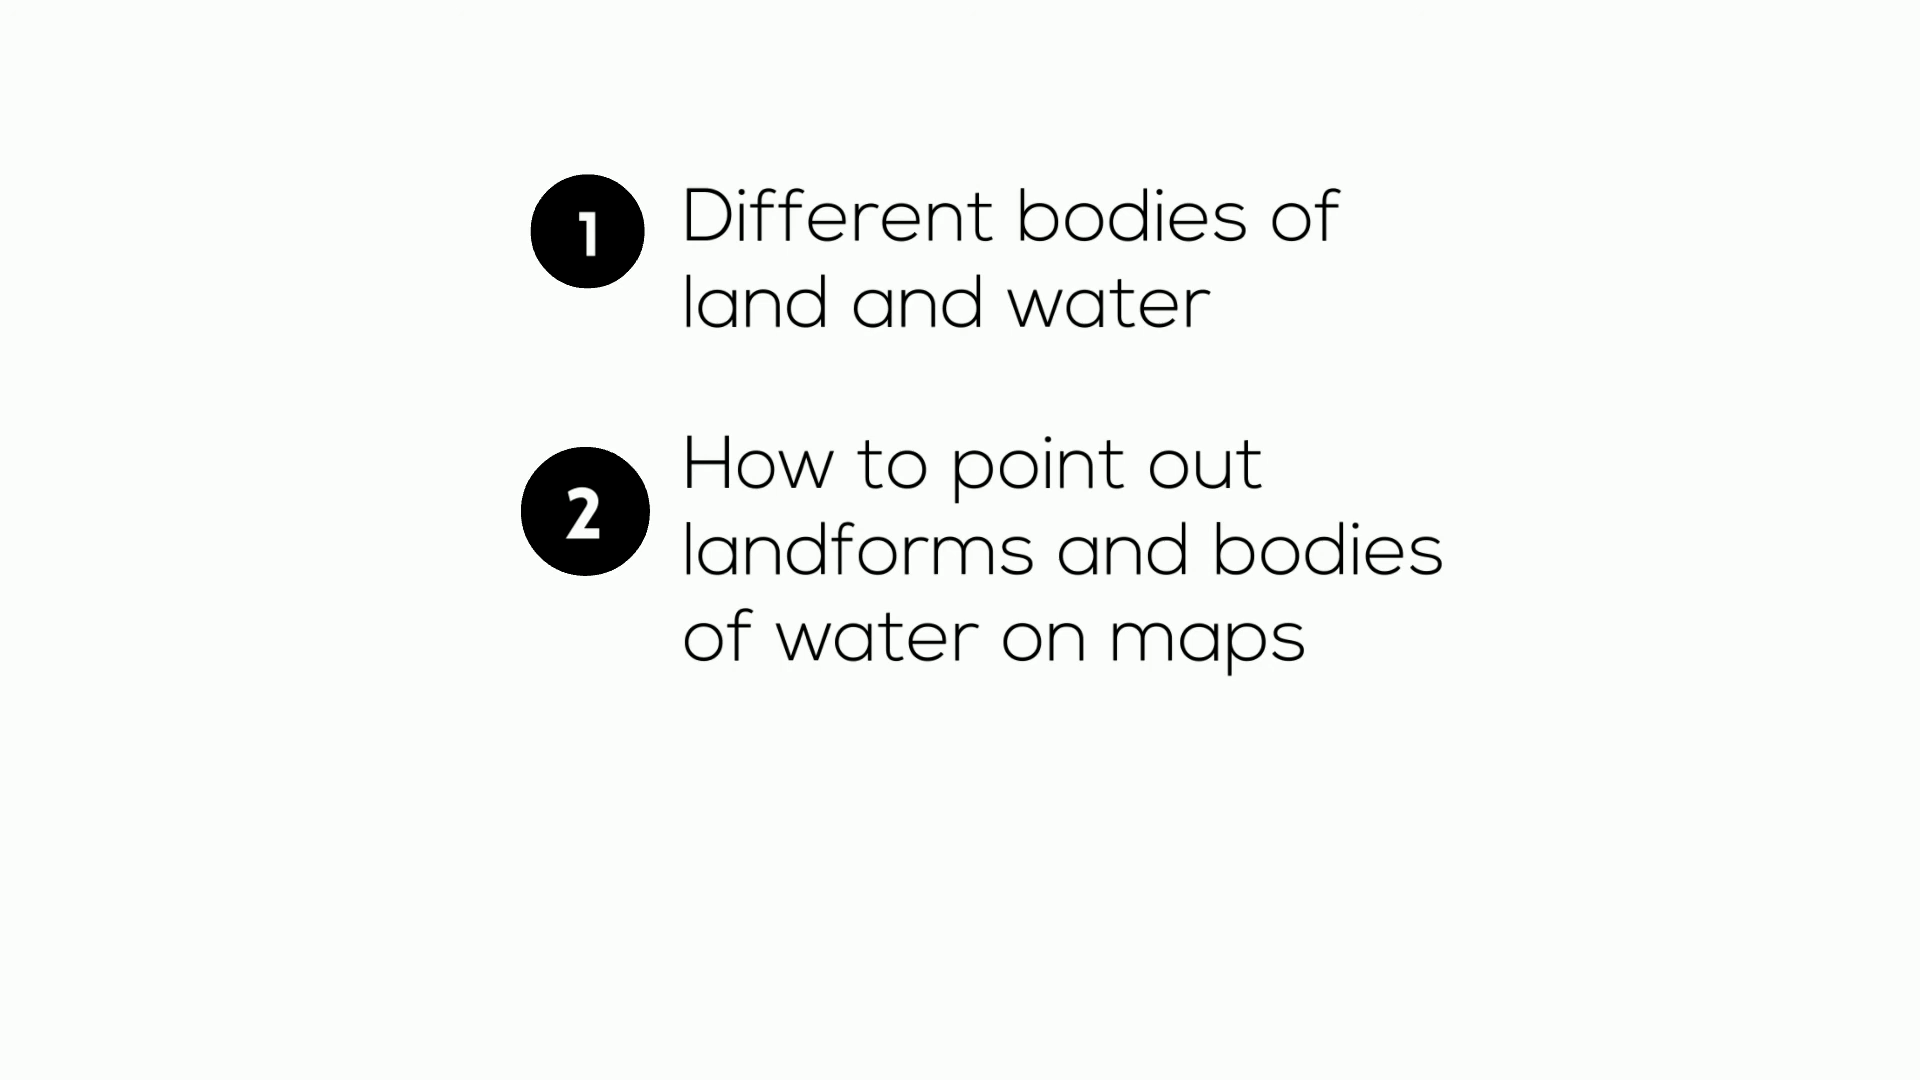 1 Different bodies of
land and water
2 How to point out
landforms and bodies
of water on maps